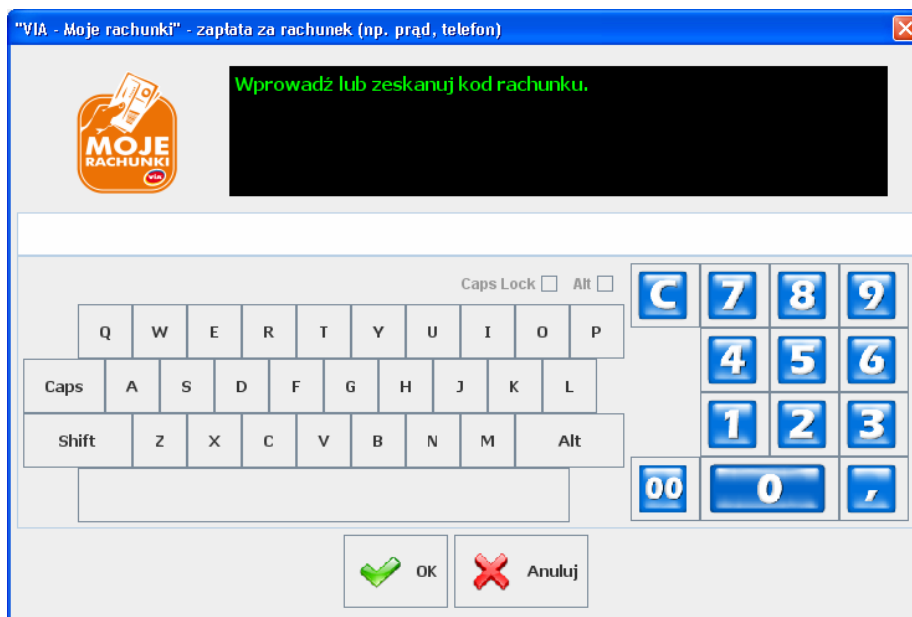 "VIA - Moje rachunki" - zapłata za rachunek (np. prąd, telefon)
MOJE
RACHUNKI
via
Wprowadź lub zeskanuj kod rachunku.
Caps Lock Alt
C 7 8 9
Q W E R T Y U I O P
4 5 6
Caps A S D F G H J K L
1 2 3
Shift Z X C V B N M Alt
00 0 ,
OK Anuluj